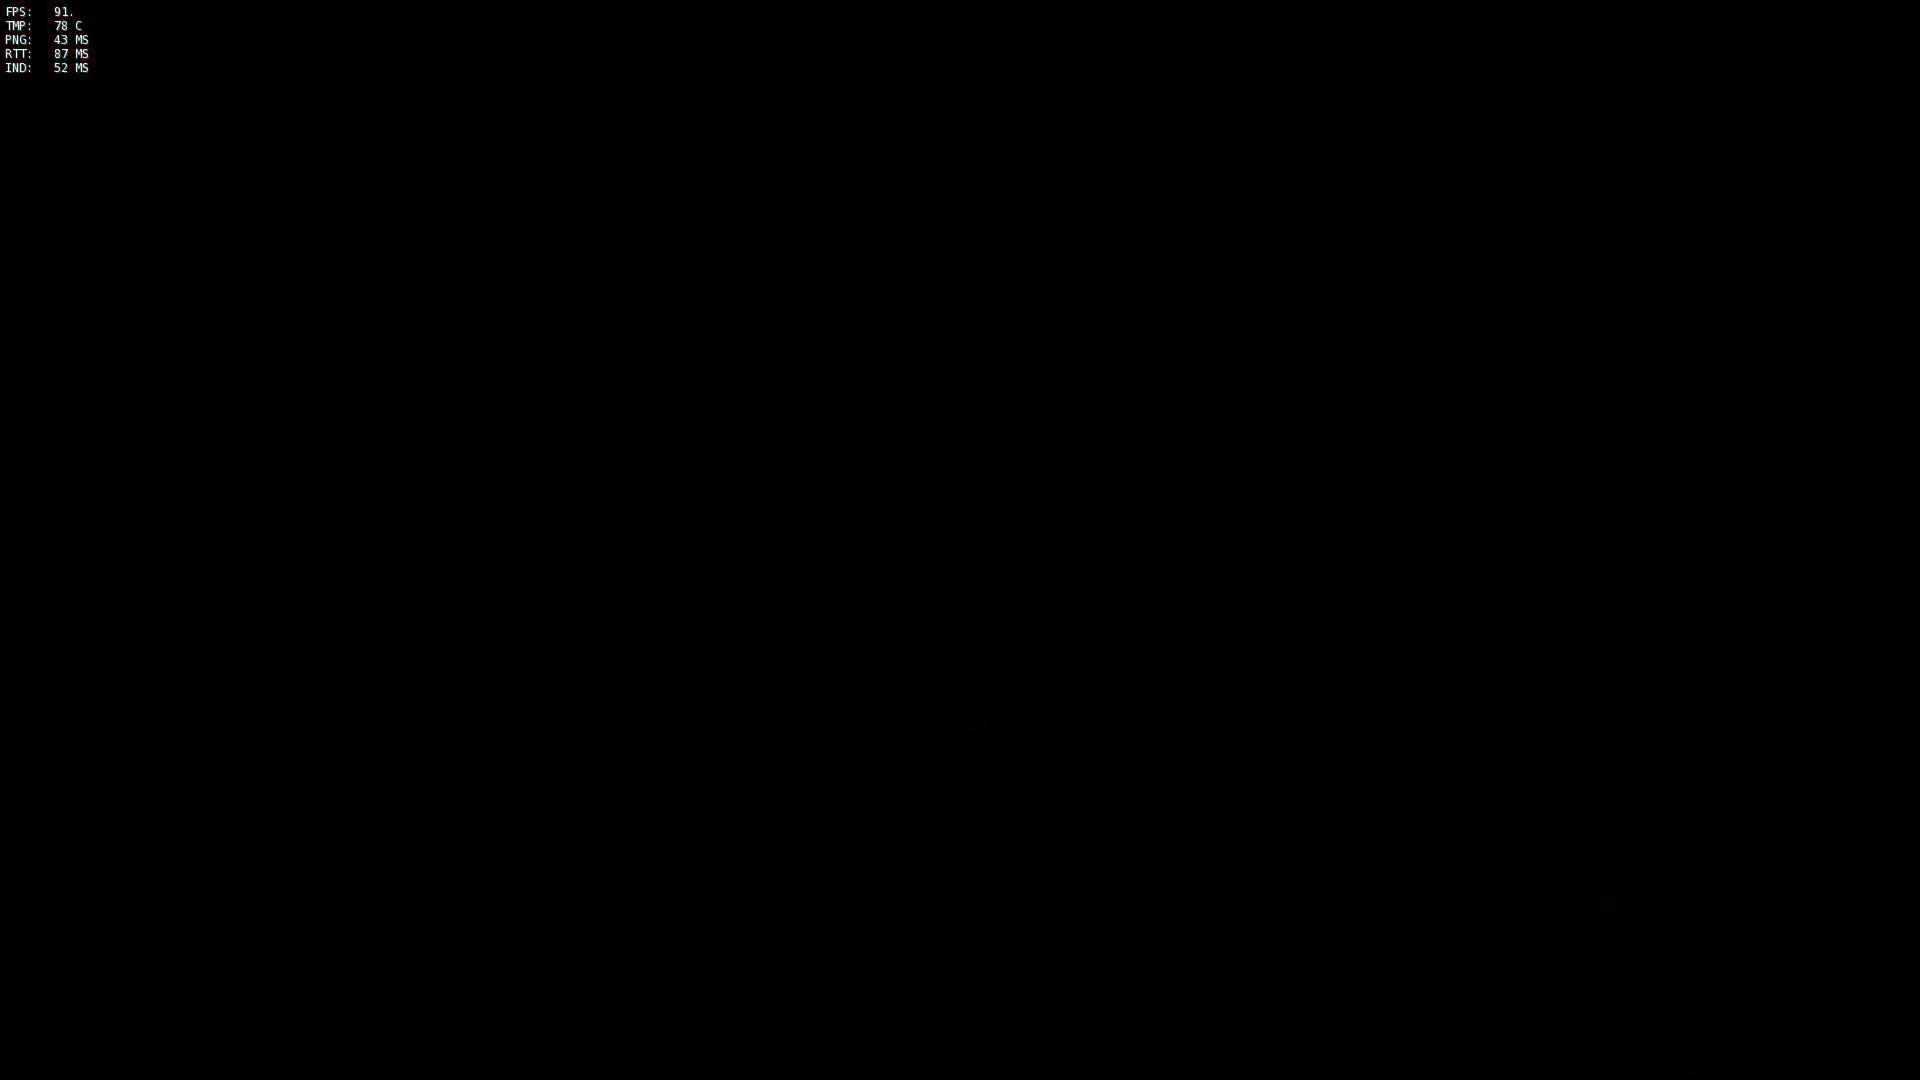 FPS: 91.
TMP: 78 C
PNG: 43 MS
RTT: 87 MS
IND: 52 MS